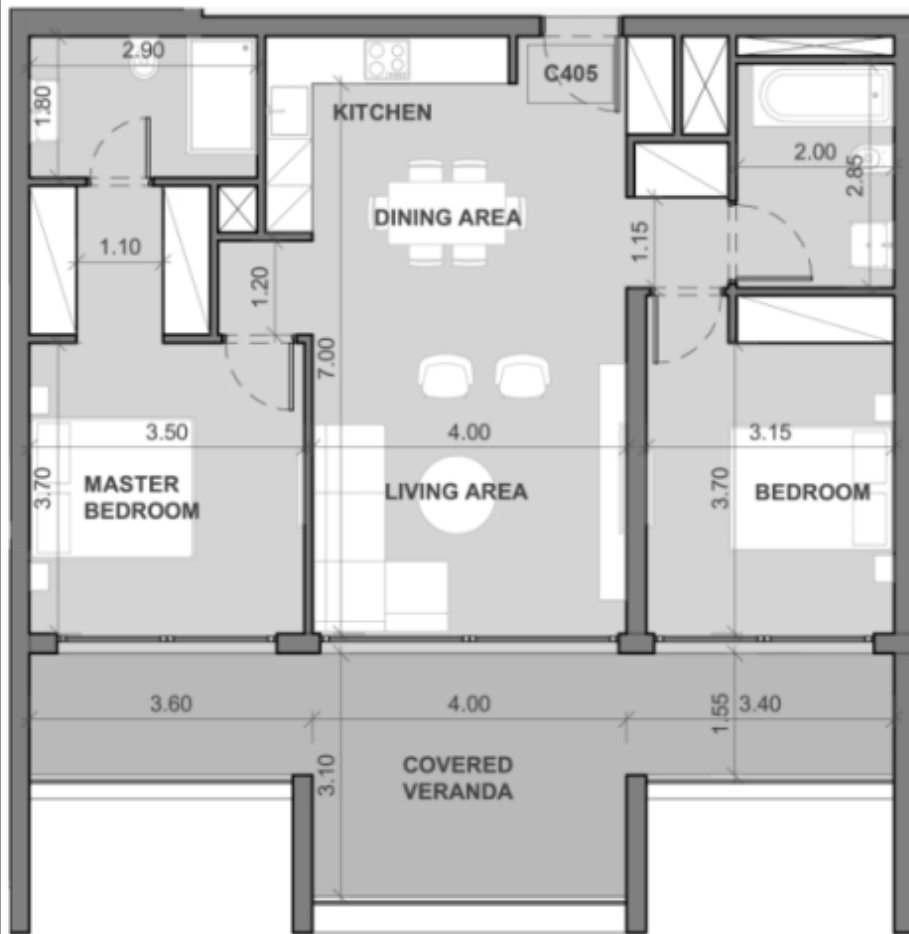 2.90
C405
1.80
KITCHEN
2.00
2.85
DINING AREA
1.10
1.20
1.15
7.00
3.50
4.00
3.15
3.70
MASTER
BEDROOM
LIVING AREA
3.70
BEDROOM
3.60
4.00
1.55
3.40
3.10
COVERED
VERANDA